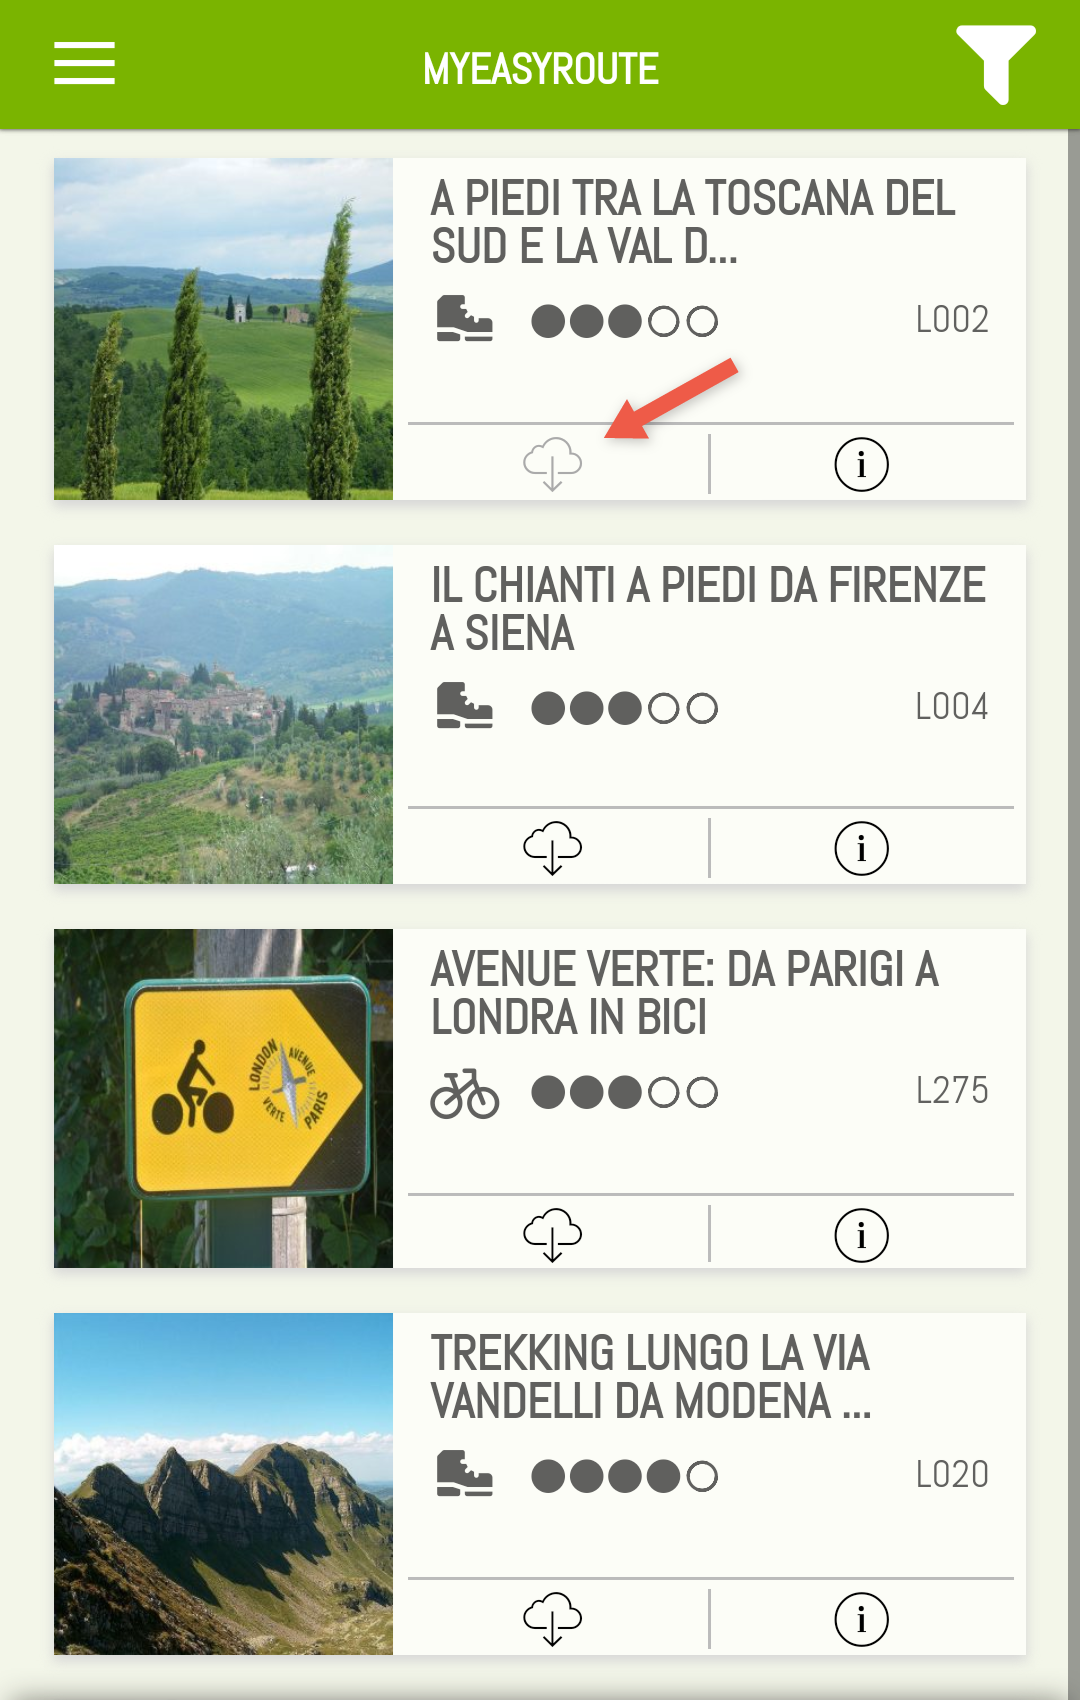 MYEASYROUTE
A PIEDI TRA LA TOSCANA DEL
SUD E LA VAL D...
L002
i
IL CHIANTI A PIEDI DA FIRENZE
A SIENA
L004
i
LONDON
AVENUE
VERTE
PARIS
AVENUE VERTE: DA PARIGI A
LONDRA IN BICI
L275
i
TREKKING LUNGO LA VIA
VANDELLI DA MODENA ...
L020
i